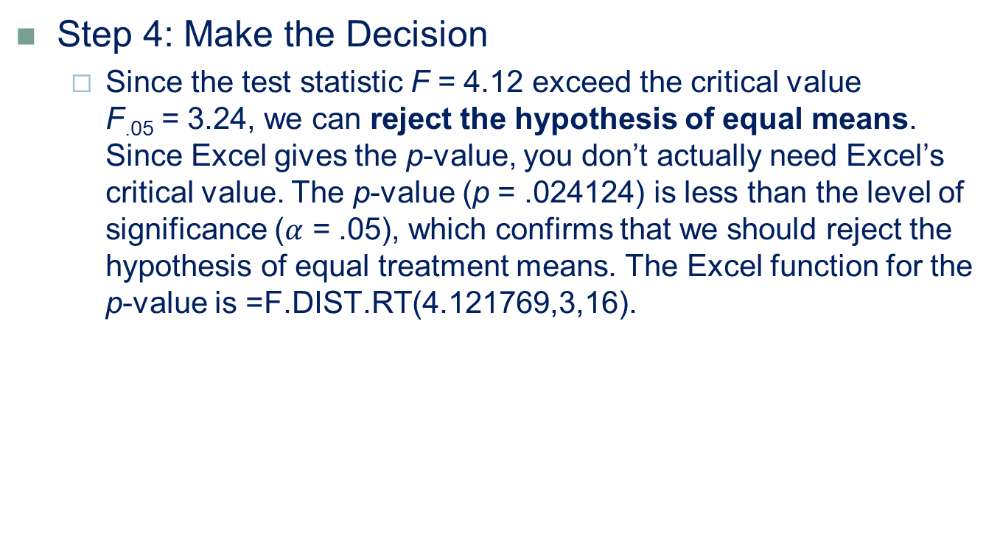 Step 4: Make the Decision
Since the test statistic F = 4.12 exceed the critical value
F.05 = 3.24, we can reject the hypothesis of equal means.
Since Excel gives the p-value, you don’t actually need Excel’s
critical value. The p-value (p = .024124) is less than the level of
significance (α = .05), which confirms that we should reject the
hypothesis of equal treatment means. The Excel function for the
p-value is =F.DIST.RT(4.121769,3,16).